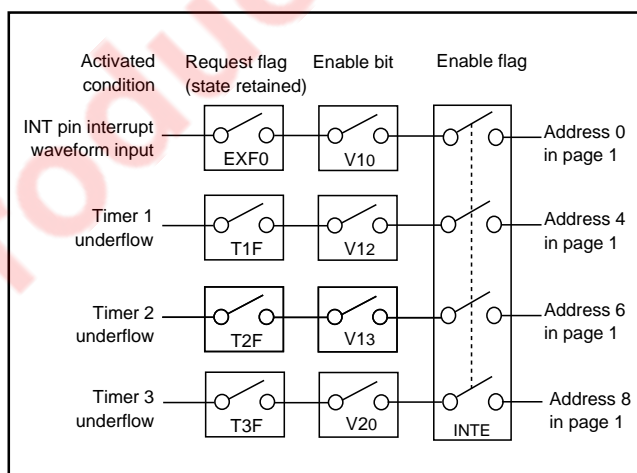 Activated condition
Request flag (state retained)
Enable bit
Enable flag
INT pin interrupt waveform input
EXF0
V10
Address 0 in page 1
Timer 1 underflow
T1F
V12
Address 4 in page 1
Timer 2 underflow
T2F
V13
Address 6 in page 1
Timer 3 underflow
T3F
V20
INTE
Address 8 in page 1